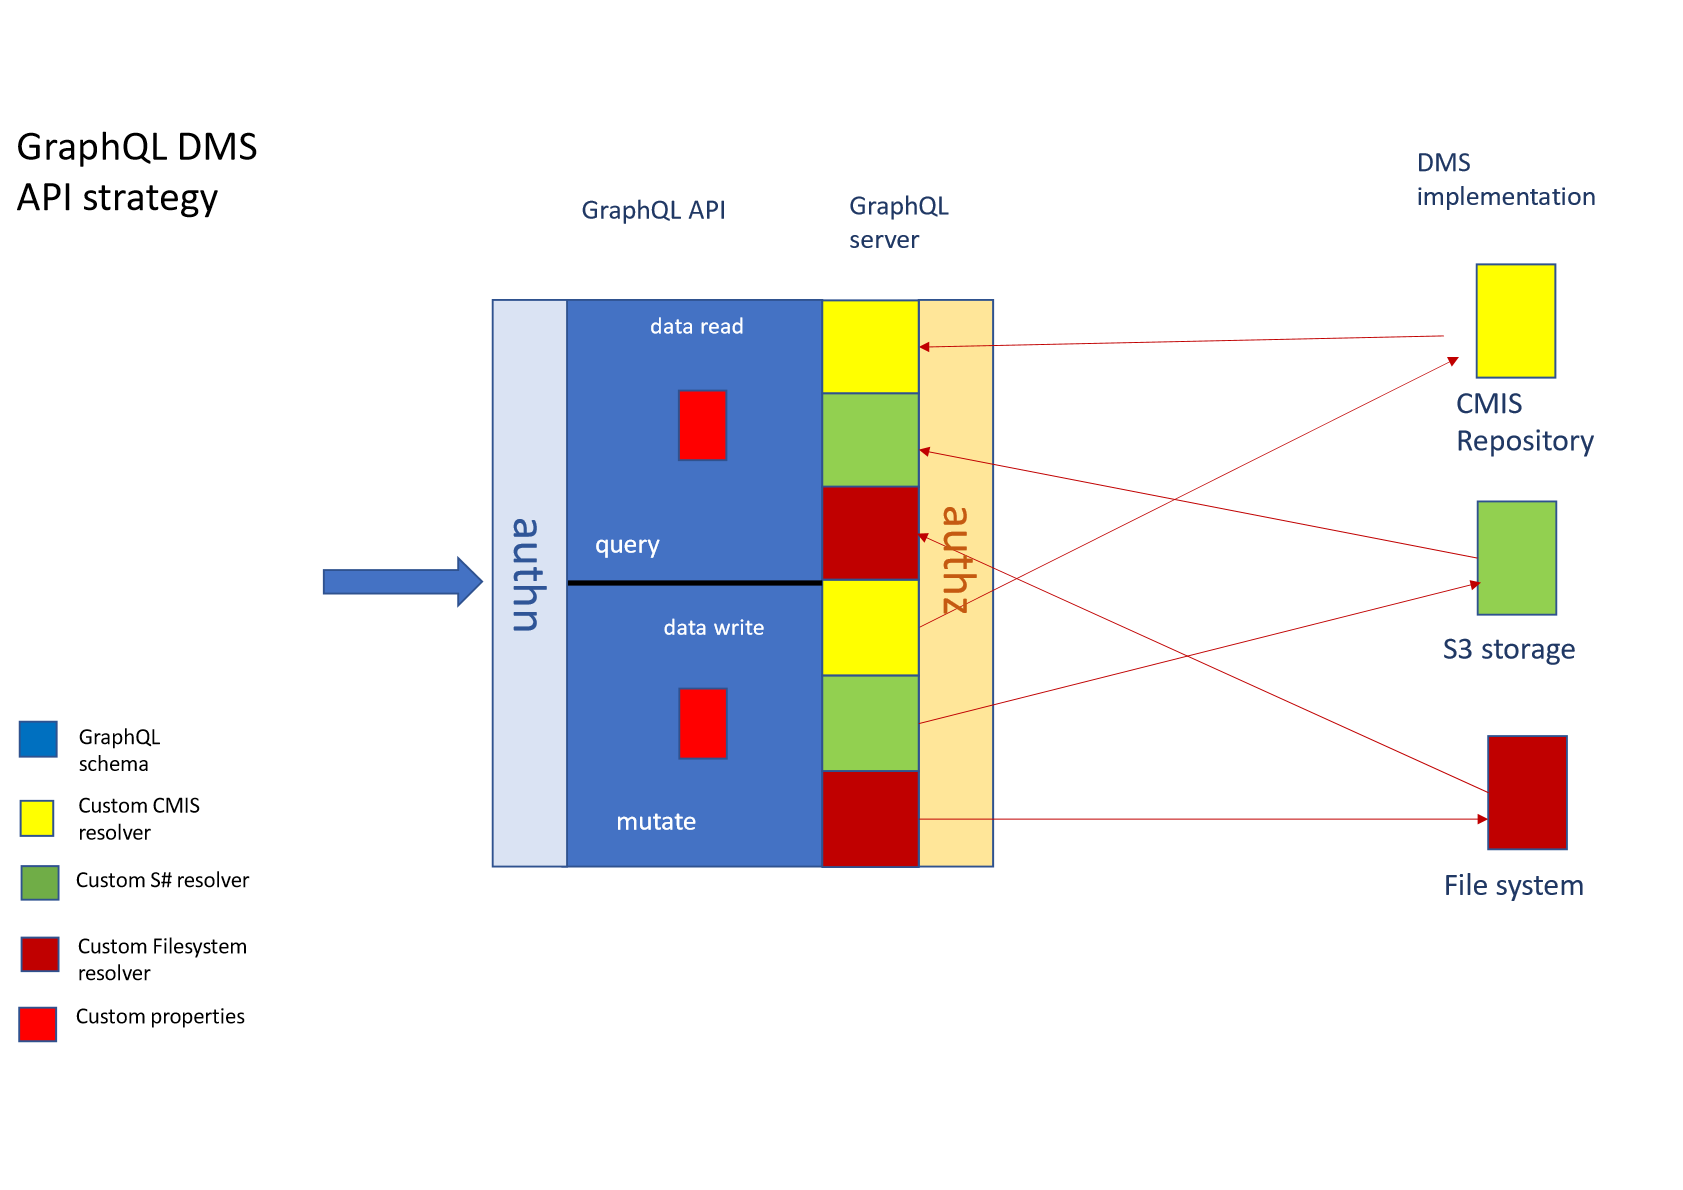 GraphQL DMS
API strategy
GraphQL API
GraphQL
server
DMS
implementation
authn
data read
query
data write
mutate
authz
CMIS
Repository
S3 storage
File system
GraphQL
schema
Custom CMIS
resolver
Custom S# resolver
Custom Filesystem
resolver
Custom properties